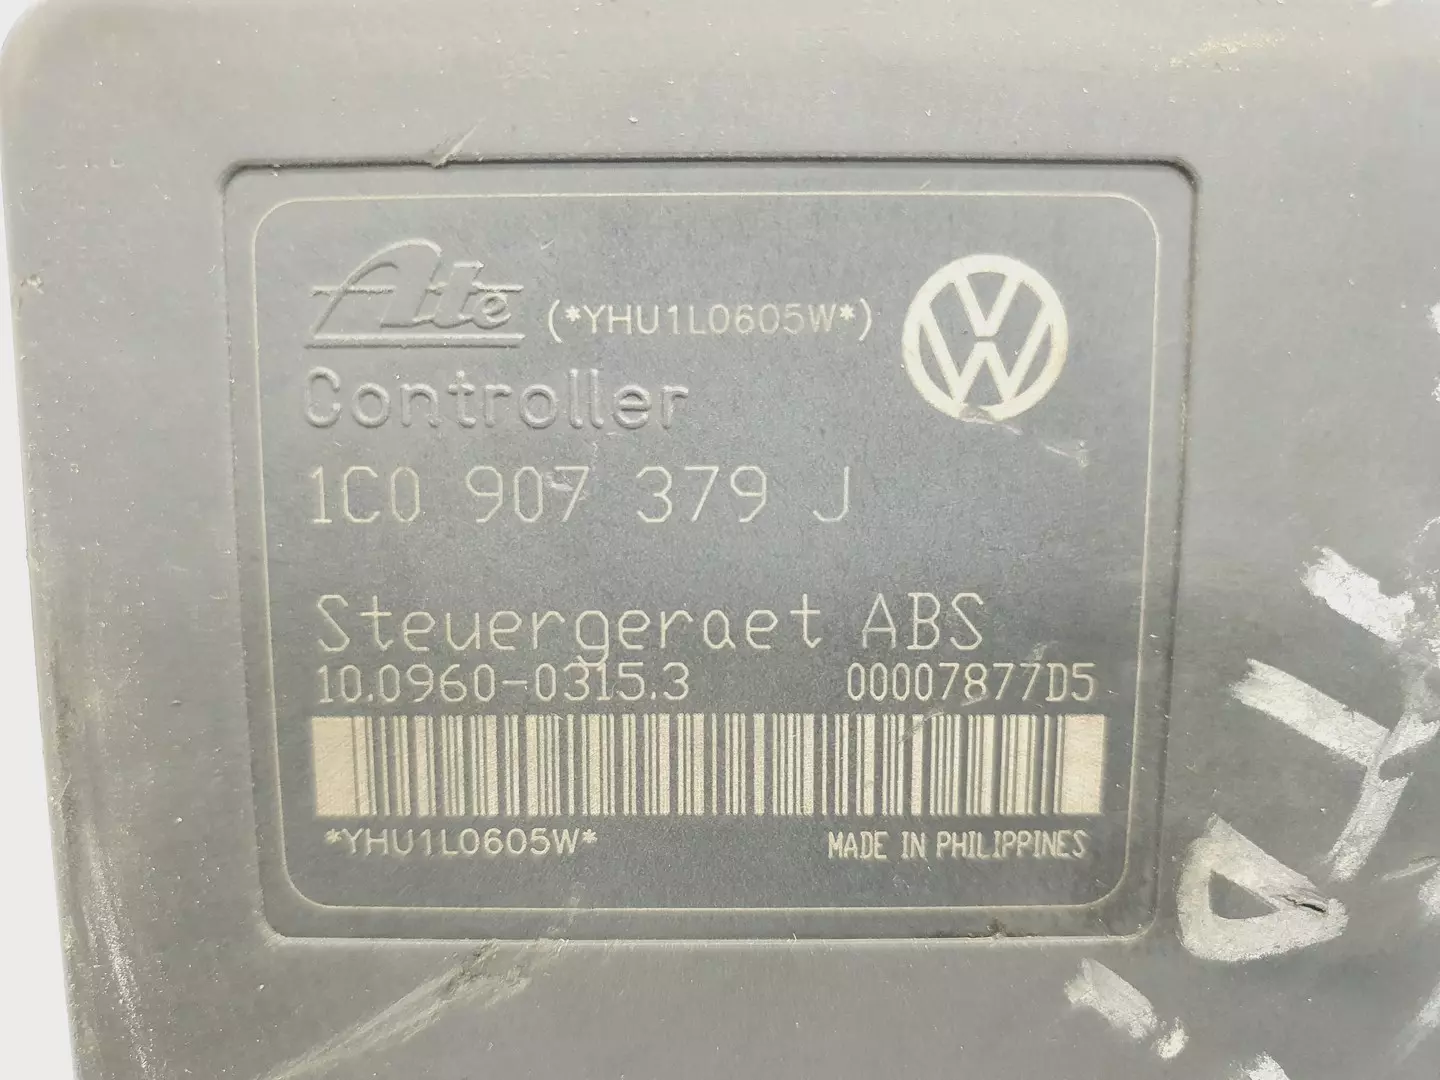 Ate (*YHU1L0605W*)
Controller
1C0 907 379 J
Steuergeraet ABS
10.0960-0315.3 00007877D5
*YHU1L0605W* MADE IN PHILIPPINES